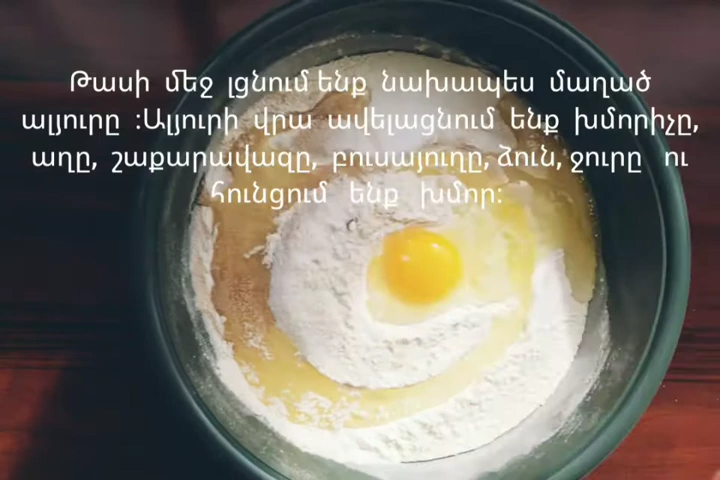 Թասի մեջ լցնում ենք նախապես մաղած
ալյուրը :Ալյուրի վրա ավելացնում ենք խմորիչը,
աղը, շաքարավազը, բուսայուղը, ձուն, ջուրը ու
հունցում ենք խմոր: